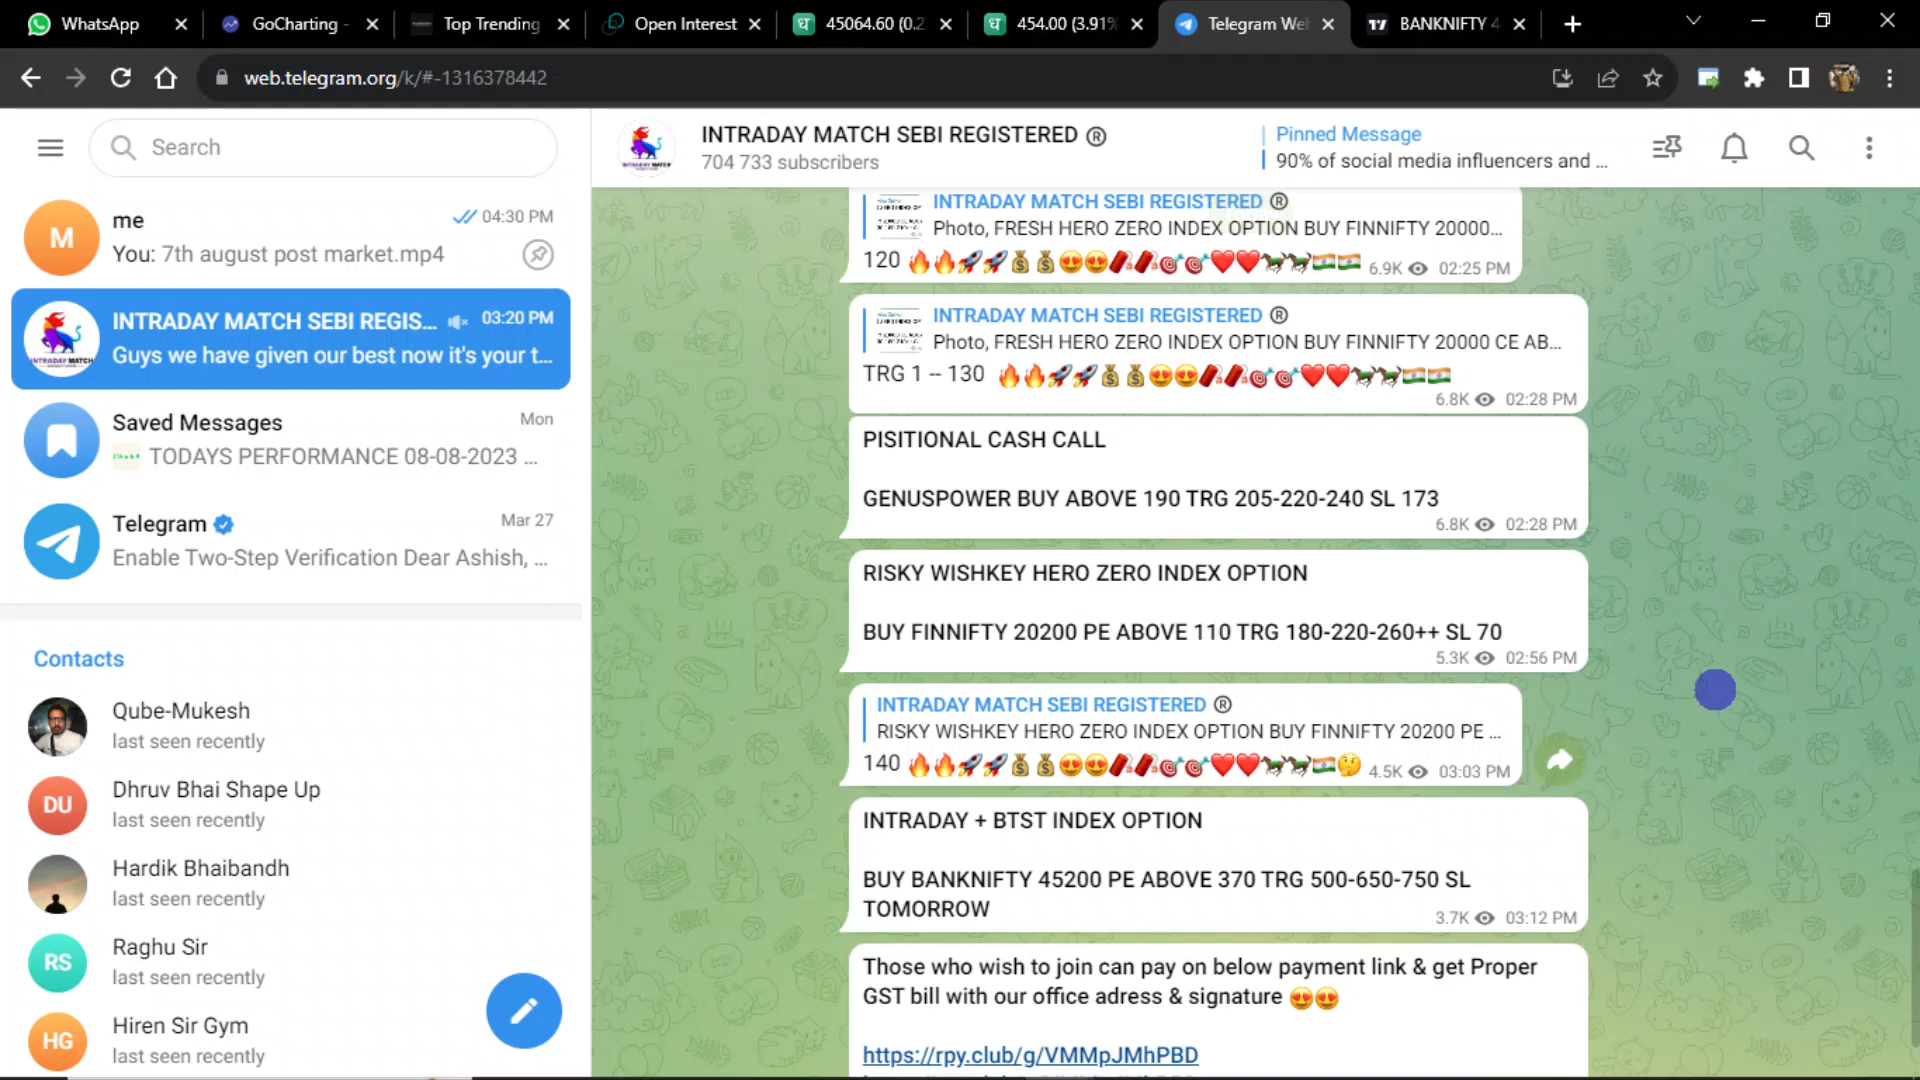 WhatsApp
GoCharting -
Top Trending
Open Interest
45064.60 (0.2
454.00 (3.91%
Telegram We
BANKNIFTY 4
web.telegram.org/k/#-1316378442
Search
me
04:30 PM
You: 7th august post market.mp4
INTRADAY MATCH SEBI REGIS...
03:20 PM
Guys we have given our best now it's your t...
Saved Messages
Mon
TODAYS PERFORMANCE 08-08-2023 ...
Telegram
Mar 27
Enable Two-Step Verification Dear Ashish, ...
Contacts
Qube-Mukesh
last seen recently
DU
Dhruv Bhai Shape Up
last seen recently
Hardik Bhaibandh
last seen recently
RS
Raghu Sir
last seen recently
HG
Hiren Sir Gym
last seen recently
INTRADAY MATCH SEBI REGISTERED ®
704 733 subscribers
Pinned Message
90% of social media influencers and ...
INTRADAY MATCH SEBI REGISTERED ®
Photo, FRESH HERO ZERO INDEX OPTION BUY FINNIFTY 20000...
120 🔥🔥🚀🚀💰💰😍😍🧨🧨🎯🎯❤️❤️🐎🐎🇮🇳🇮🇳 6.9K 02:25 PM
INTRADAY MATCH SEBI REGISTERED ®
Photo, FRESH HERO ZERO INDEX OPTION BUY FINNIFTY 20000 CE AB...
TRG 1 -- 130 🔥🔥🚀🚀💰💰😍😍🧨🧨🎯🎯❤️❤️🐎🐎🇮🇳🇮🇳
6.8K 02:28 PM
PISITIONAL CASH CALL
GENUSPOWER BUY ABOVE 190 TRG 205-220-240 SL 173
6.8K 02:28 PM
RISKY WISHKEY HERO ZERO INDEX OPTION
BUY FINNIFTY 20200 PE ABOVE 110 TRG 180-220-260++ SL 70
5.3K 02:56 PM
INTRADAY MATCH SEBI REGISTERED ®
RISKY WISHKEY HERO ZERO INDEX OPTION BUY FINNIFTY 20200 PE ...
140 🔥🔥🚀🚀💰💰😍😍🧨🧨🎯🎯❤️❤️🐎🐎🇮🇳🤔 4.5K 03:03 PM
INTRADAY + BTST INDEX OPTION
BUY BANKNIFTY 45200 PE ABOVE 370 TRG 500-650-750 SL
TOMORROW
3.7K 03:12 PM
Those who wish to join can pay on below payment link & get Proper
GST bill with our office adress & signature 😍😍
https://rpy.club/g/VMMpJMhPBD